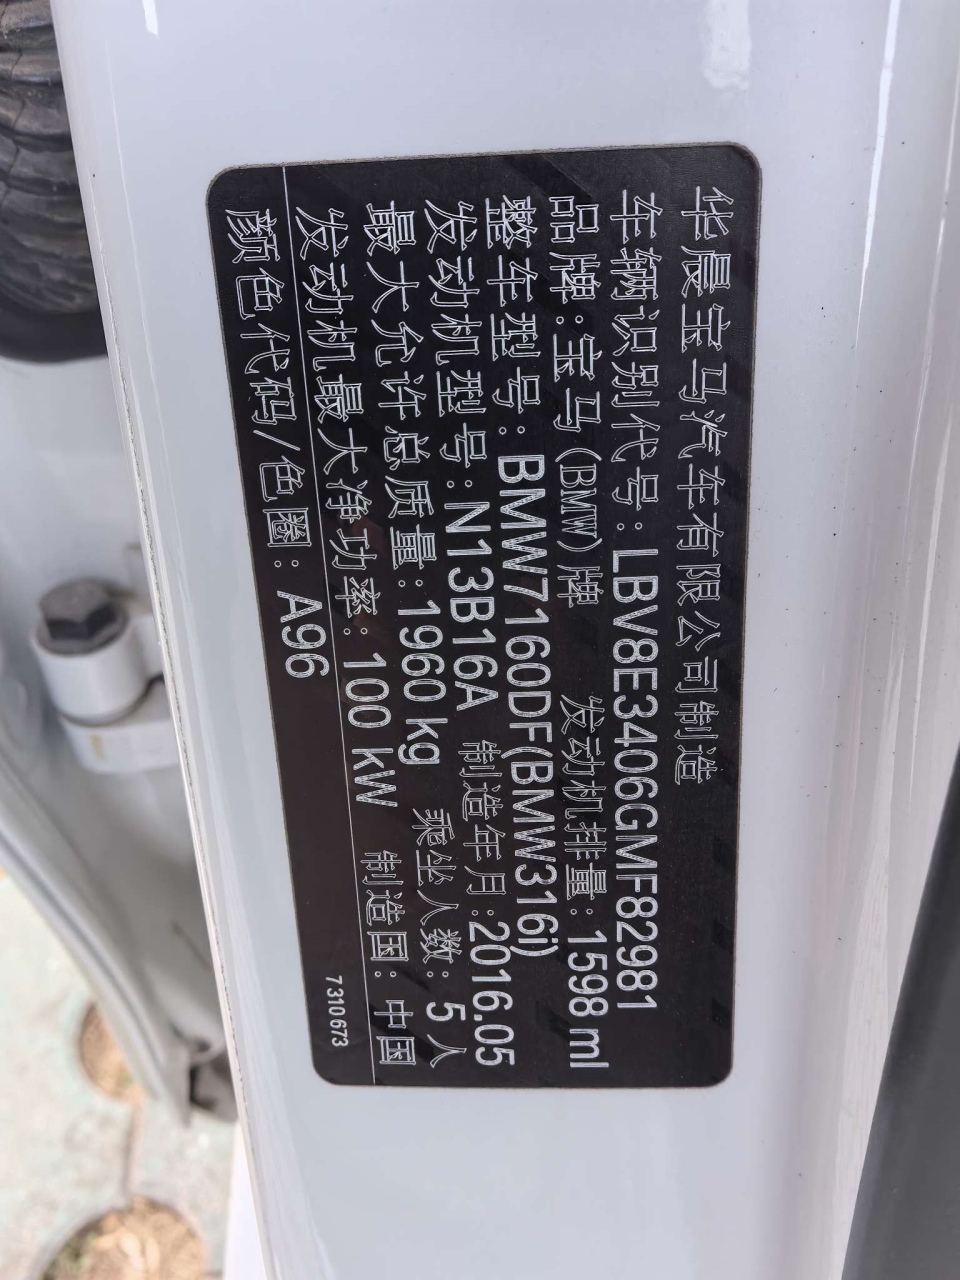 华晨宝马汽车有限公司制造
车辆识别代号:LBV8E3406GMF82981
品牌:宝马(BMW)牌 发动机排量:1598 ml
整车型号:BMW7160DF(BMW316i)
发动机型号:N13B16A 制造年月:2016.05
最大允许总质量:1960 kg 乘坐人数:5人
发动机最大净功率:100 kW 制造国:中国
颜色代码/色圈:A96
7310673